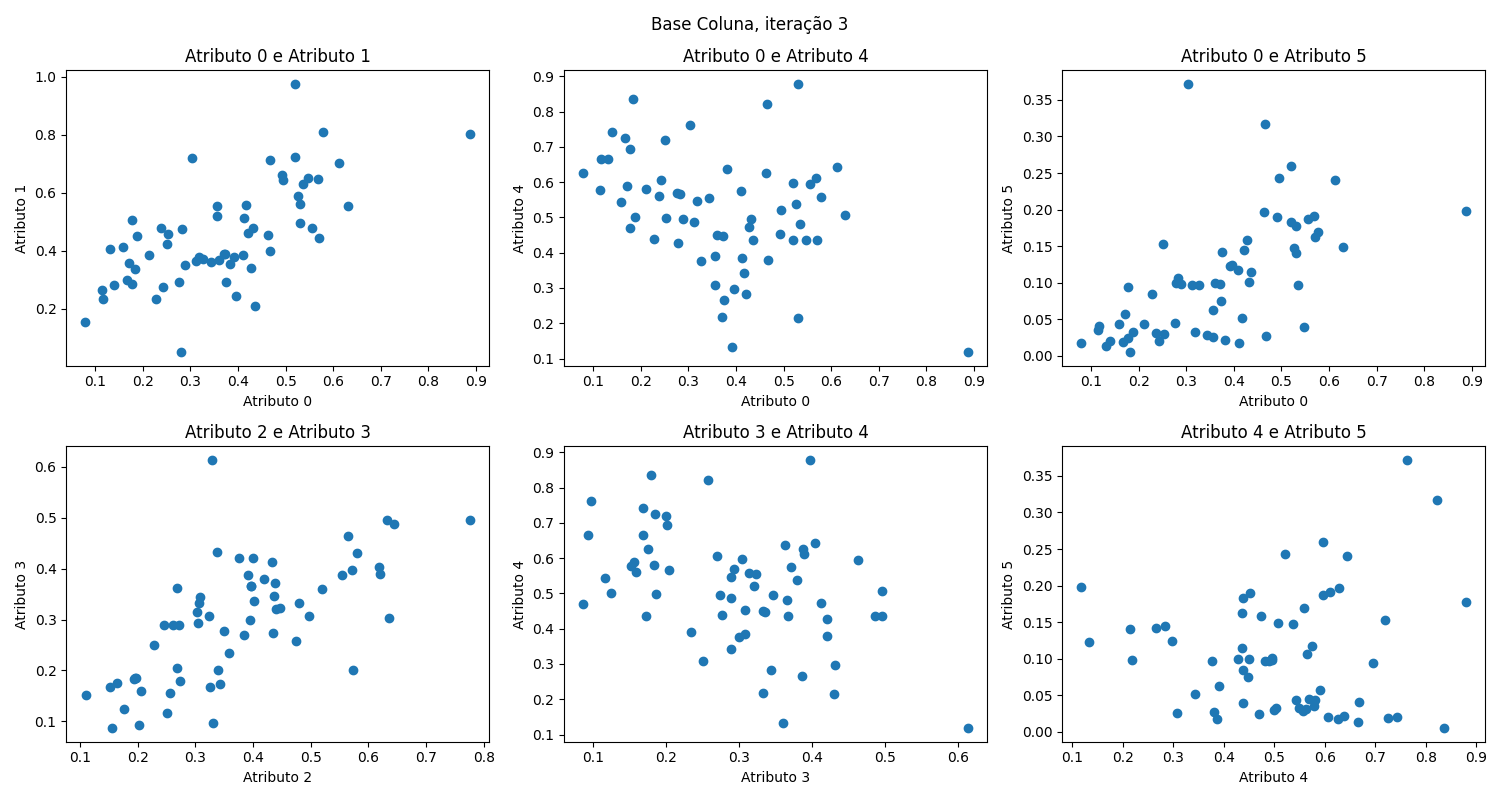 Base Coluna, iteração 3
Atributo 0 e Atributo 1
Atributo 1
1.0
0.8
0.6
0.4
0.2
0.1 0.2 0.3 0.4 0.5 0.6 0.7 0.8 0.9
Atributo 0
Atributo 0 e Atributo 4
Atributo 4
0.9
0.8
0.7
0.6
0.5
0.4
0.3
0.2
0.1
0.1 0.2 0.3 0.4 0.5 0.6 0.7 0.8 0.9
Atributo 0
Atributo 0 e Atributo 5
Atributo 5
0.35
0.30
0.25
0.20
0.15
0.10
0.05
0.00
0.1 0.2 0.3 0.4 0.5 0.6 0.7 0.8 0.9
Atributo 0
Atributo 2 e Atributo 3
Atributo 3
0.6
0.5
0.4
0.3
0.2
0.1
0.1 0.2 0.3 0.4 0.5 0.6 0.7 0.8
Atributo 2
Atributo 3 e Atributo 4
Atributo 4
0.9
0.8
0.7
0.6
0.5
0.4
0.3
0.2
0.1
0.1 0.2 0.3 0.4 0.5 0.6
Atributo 3
Atributo 4 e Atributo 5
Atributo 5
0.35
0.30
0.25
0.20
0.15
0.10
0.05
0.00
0.1 0.2 0.3 0.4 0.5 0.6 0.7 0.8 0.9
Atributo 4